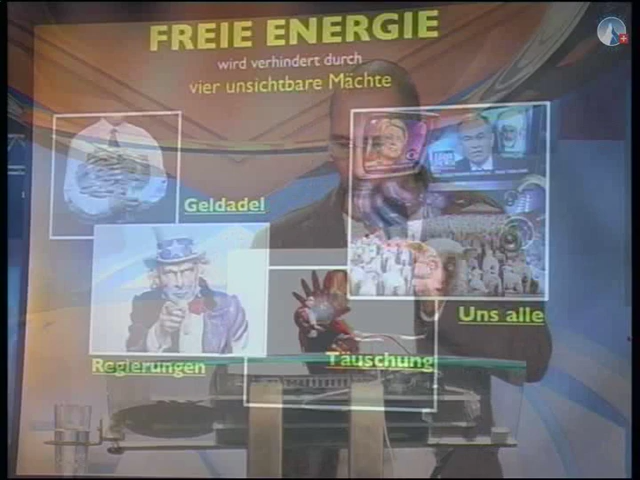 FREIE ENERGIE
wird verhindert durch
vier unsichtbare Mächte
Geldadel
Uns alle
Regierungen
Täuschung